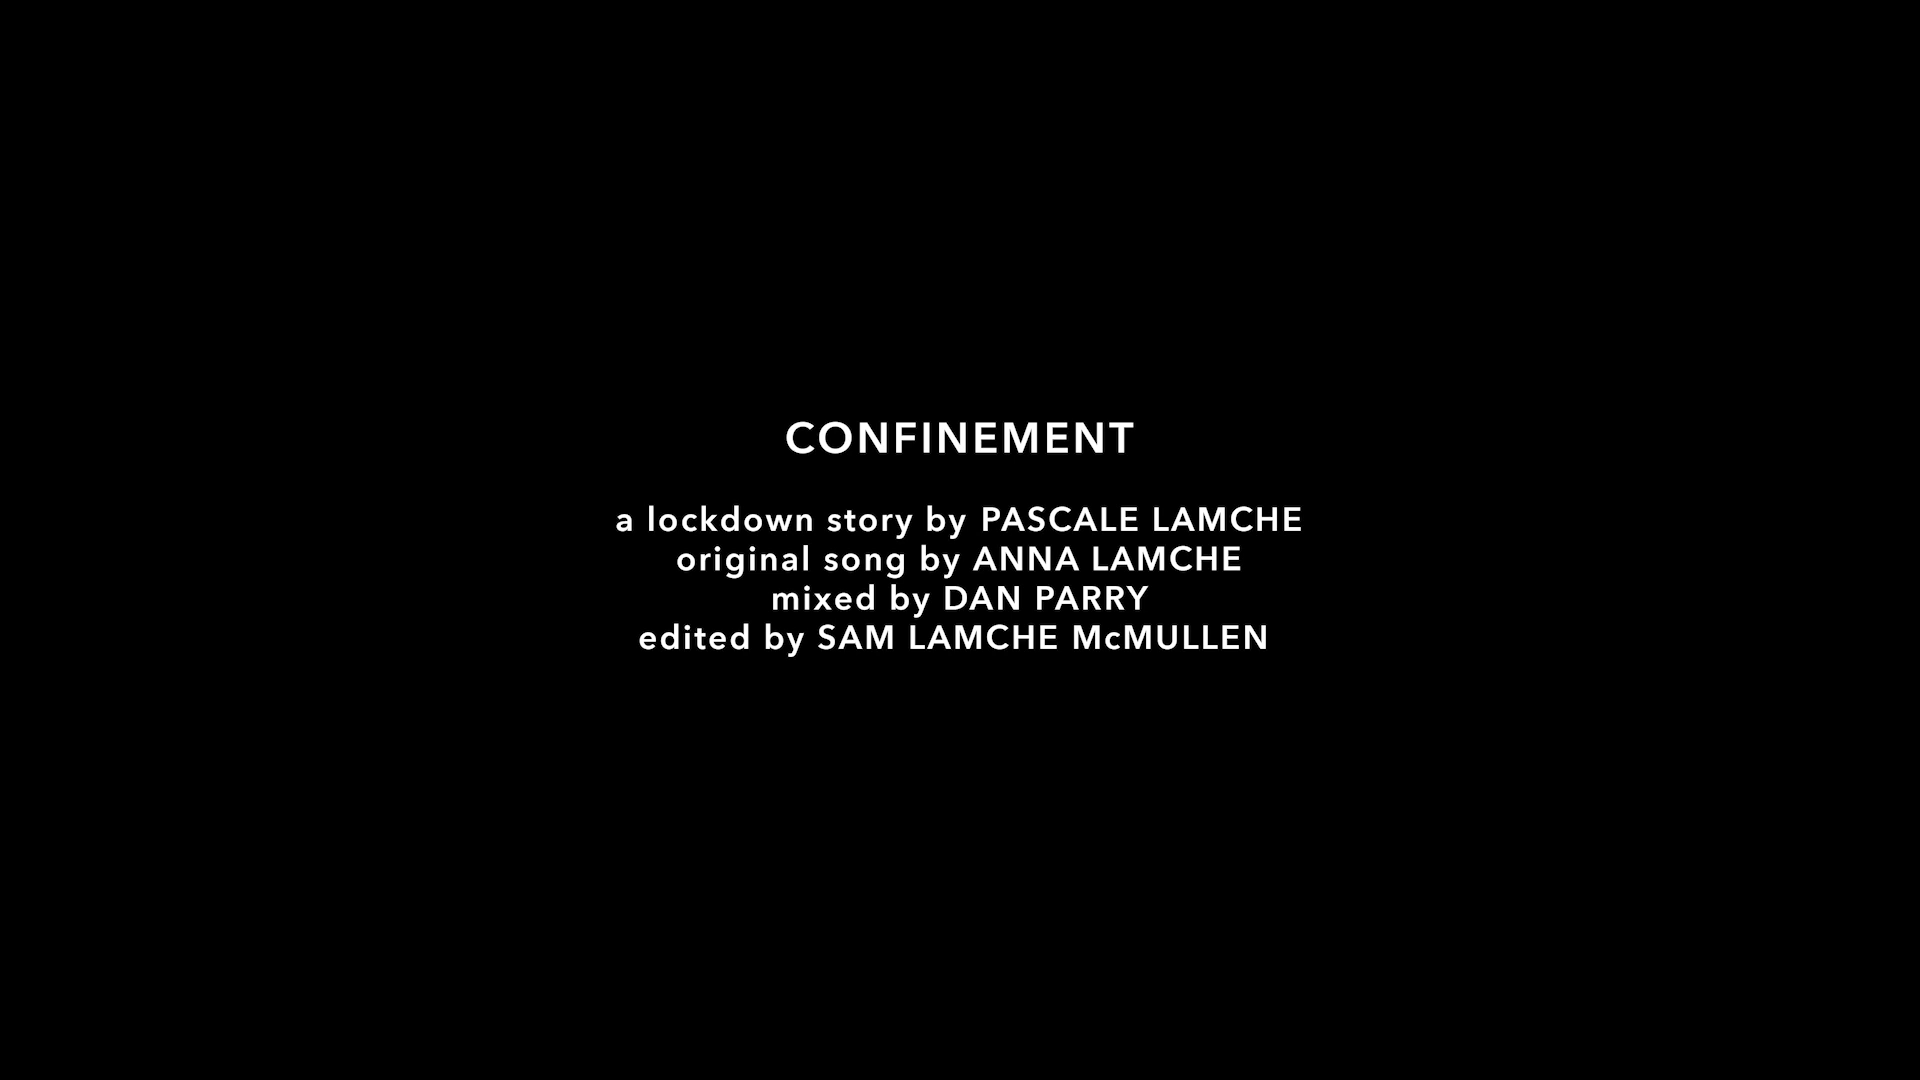 CONFINEMENT
a lockdown story by PASCALE LAMCHE
original song by ANNA LAMCHE
mixed by DAN PARRY
edited by SAM LAMCHE McMULLEN